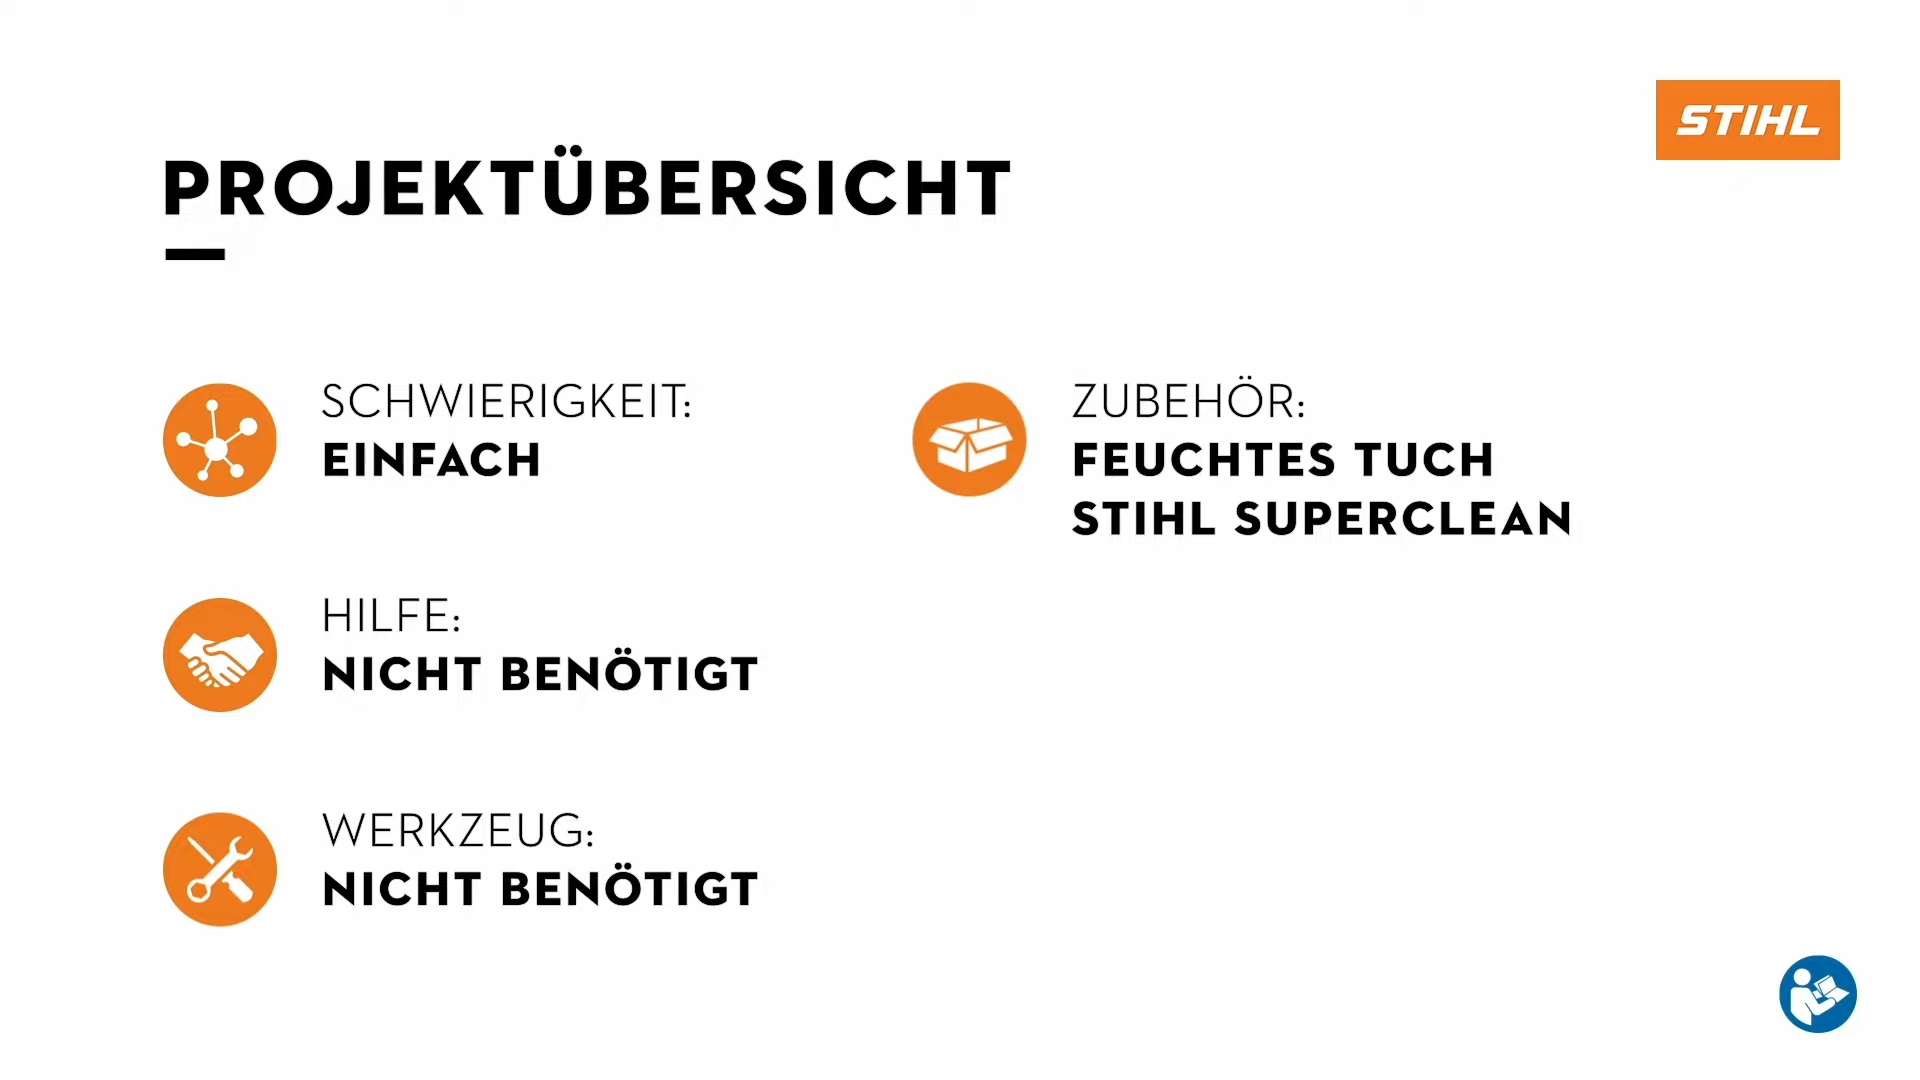 STIHL
PROJEKTÜBERSICHT
SCHWIERIGKEIT:
EINFACH
HILFE:
NICHT BENÖTIGT
WERKZEUG:
NICHT BENÖTIGT
ZUBEHÖR:
FEUCHTES TUCH
STIHL SUPERCLEAN